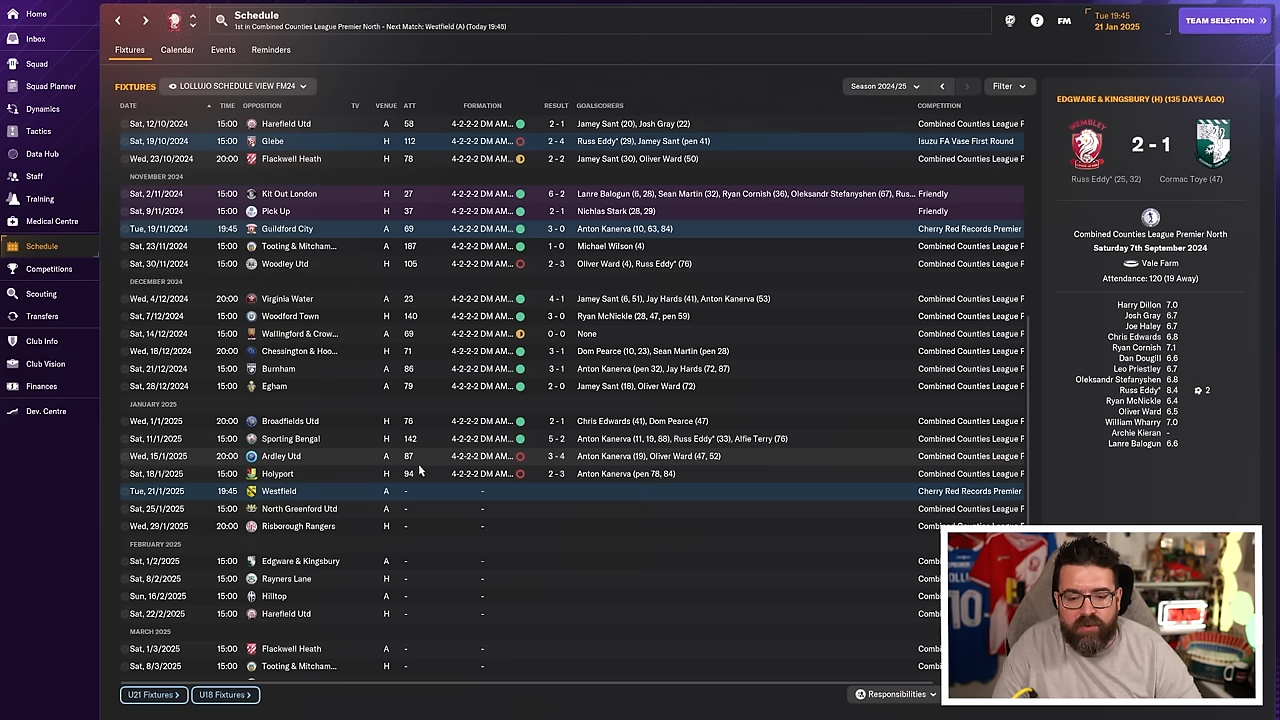 Home
Inbox
Squad
Squad Planner
Dynamics
Tactics
Data Hub
Staff
Training
Medical Centre
Schedule
Competitions
Scouting
Transfers
Club Info
Club Vision
Finances
Dev. Centre
Schedule
1st in Combined Counties League Premier North - Next Match: Westfield (A) (Today 19:45)
FM
Tue 19:45
21 Jan 2025
TEAM SELECTION
Fixtures Calendar Events Reminders
FIXTURES LOLLUJO SCHEDULE VIEW FM24 Season 2024/25 Filter
DATE TIME OPPOSITION TV VENUE ATT FORMATION RESULT GOALSCORERS COMPETITION
Sat, 12/10/2024 15:00 Harefield Utd A 58 4-2-2-2 DM AM... 2 - 1 Jamey Sant (20), Josh Gray (22) Combined Counties League P
Sat, 19/10/2024 15:00 Glebe H 112 4-2-2-2 DM AM... 2 - 4 Russ Eddy* (29), Jamey Sant (pen 41) Isuzu FA Vase First Round
Wed, 23/10/2024 20:00 Flackwell Heath H 78 4-2-2-2 DM AM... 2 - 2 Jamey Sant (30), Oliver Ward (50) Combined Counties League P
NOVEMBER 2024
Sat, 2/11/2024 15:00 Kit Out London H 27 4-2-2-2 DM AM... 6 - 2 Lanre Balogun (6, 28), Sean Martin (32), Ryan Cornish (36), Oleksandr Stefanyshen (67), Rus... Friendly
Sat, 9/11/2024 15:00 Pick Up H 37 4-2-2-2 DM AM... 2 - 1 Nichlas Stark (28, 29) Friendly
Tue, 19/11/2024 19:45 Guildford City A 69 4-2-2-2 DM AM... 3 - 0 Anton Kanerva (10, 63, 84) Cherry Red Records Premier
Sat, 23/11/2024 15:00 Tooting & Mitcham... A 187 4-2-2-2 DM AM... 1 - 0 Michael Wilson (4) Combined Counties League P
Sat, 30/11/2024 15:00 Woodley Utd H 105 4-2-2-2 DM AM... 2 - 3 Oliver Ward (4), Russ Eddy* (76) Combined Counties League P
DECEMBER 2024
Wed, 4/12/2024 20:00 Virginia Water A 23 4-2-2-2 DM AM... 4 - 1 Jamey Sant (6, 51), Jay Hards (41), Anton Kanerva (53) Combined Counties League P
Sat, 7/12/2024 15:00 Woodford Town H 140 4-2-2-2 DM AM... 3 - 0 Ryan McNickle (28, 47, pen 59) Combined Counties League P
Sat, 14/12/2024 15:00 Wallingford & Crow... A 69 4-2-2-2 DM AM... 0 - 0 None Combined Counties League P
Wed, 18/12/2024 20:00 Chessington & Hoo... H 71 4-2-2-2 DM AM... 3 - 1 Dom Pearce (10, 23), Sean Martin (pen 28) Combined Counties League P
Sat, 21/12/2024 15:00 Burnham A 86 4-2-2-2 DM AM... 3 - 1 Anton Kanerva (pen 32), Jay Hards (72, 87) Combined Counties League P
Sat, 28/12/2024 15:00 Egham A 79 4-2-2-2 DM AM... 2 - 0 Jamey Sant (18), Oliver Ward (72) Combined Counties League P
JANUARY 2025
Wed, 1/1/2025 20:00 Broadfields Utd H 76 4-2-2-2 DM AM... 2 - 1 Chris Edwards (41), Dom Pearce (47) Combined Counties League P
Sat, 11/1/2025 15:00 Sporting Bengal H 142 4-2-2-2 DM AM... 5 - 2 Anton Kanerva (11, 19, 88), Russ Eddy* (33), Alfie Terry (76) Combined Counties League P
Wed, 15/1/2025 20:00 Ardley Utd A 87 4-2-2-2 DM AM... 3 - 4 Anton Kanerva (19), Oliver Ward (47, 52) Combined Counties League P
Sat, 18/1/2025 15:00 Holyport H 94 4-2-2-2 DM AM... 2 - 3 Anton Kanerva (pen 78, 84) Combined Counties League P
Tue, 21/1/2025 19:45 Westfield A - - Cherry Red Records Premier
Sat, 25/1/2025 15:00 North Greenford Utd A - - Combined Counties League P
Wed, 29/1/2025 20:00 Risborough Rangers H - - Combined Counties League P
FEBRUARY 2025
Sat, 1/2/2025 15:00 Edgware & Kingsbury A - - Combi
Sat, 8/2/2025 15:00 Rayners Lane H - - Combi
Sun, 16/2/2025 15:00 Hilltop A - - Combi
Sat, 22/2/2025 15:00 Harefield Utd H - - Combi
MARCH 2025
Sat, 1/3/2025 15:00 Flackwell Heath A - - Combi
Sat, 8/3/2025 15:00 Tooting & Mitcham... H - - Combi
U21 Fixtures > U18 Fixtures > Responsibilities
EDGWARE & KINGSBURY (H) (135 DAYS AGO)
WEMBLEY
2 - 1
Russ Eddy* (25, 32) Cormac Toye (47)
Combined Counties League Premier North
Saturday 7th September 2024
Vale Farm
Attendance: 120 (19 Away)
Harry Dillon 7.0
Josh Gray 6.7
Joe Haley 6.7
Chris Edwards 6.8
Ryan Cornish 7.1
Dan Dougill 6.6
Leo Priestley 6.7
Oleksandr Stefanyshen 6.8
Russ Eddy* 8.4 2
Ryan McNickle 6.4
Oliver Ward 6.5
William Wharry 7.0
Archie Kieran -
Lanre Balogun 6.6
10